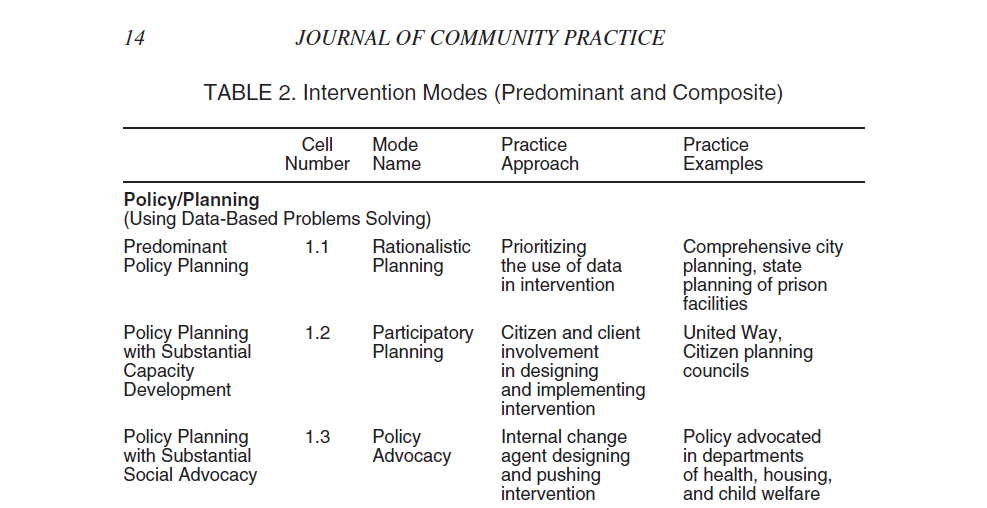 14 JOURNAL OF COMMUNITY PRACTICE
TABLE 2. Intervention Modes (Predominant and Composite)
Cell Mode Practice Practice
Number Name Approach Examples
Policy/Planning
(Using Data-Based Problems Solving)
Predominant 1.1 Rationalistic Prioritizing Comprehensive city
Policy Planning Planning the use of data planning, state
in intervention planning of prison
facilities
Policy Planning 1.2 Participatory Citizen and client United Way,
with Substantial Planning involvement Citizen planning
Capacity in designing councils
Development and implementing
intervention
Policy Planning 1.3 Policy Internal change Policy advocated
with Substantial Advocacy agent designing in departments
Social Advocacy and pushing of health, housing,
intervention and child welfare